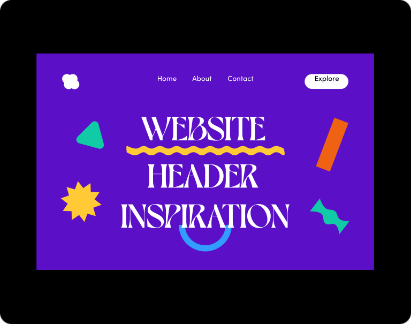 Home About Contact Explore
WEBSITE
HEADER
INSPIRATION